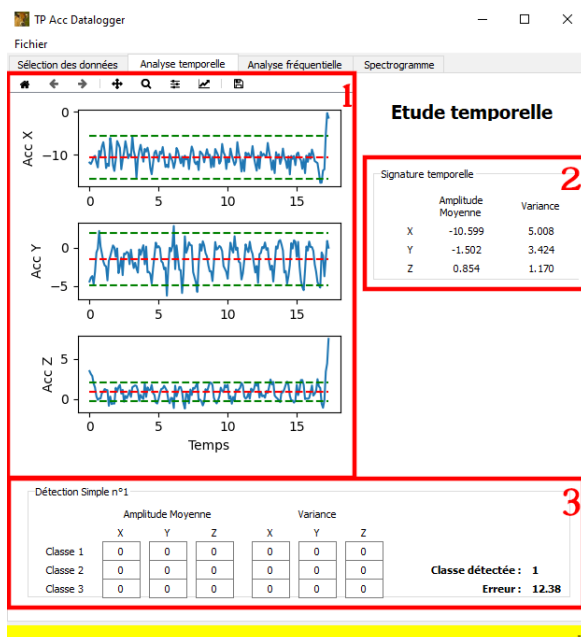 TP Acc Datalogger
Fichier
Sélection des données Analyse temporelle Analyse fréquentielle Spectrogramme
1
0
−10
Acc X
0 5 10 15
0
−5
Acc Y
0 5 10 15
5
0
Acc Z
0 5 10 15
Temps
Etude temporelle
2
Signature temporelle
Amplitude Moyenne Variance
X -10.599 5.008
Y -1.502 3.424
Z 0.854 1.170
3
Détection Simple n°1
Amplitude Moyenne Variance
X Y Z X Y Z
Classe 1 0 0 0 0 0 0
Classe 2 0 0 0 0 0 0 Classe détectée : 1
Classe 3 0 0 0 0 0 0 Erreur : 12.38